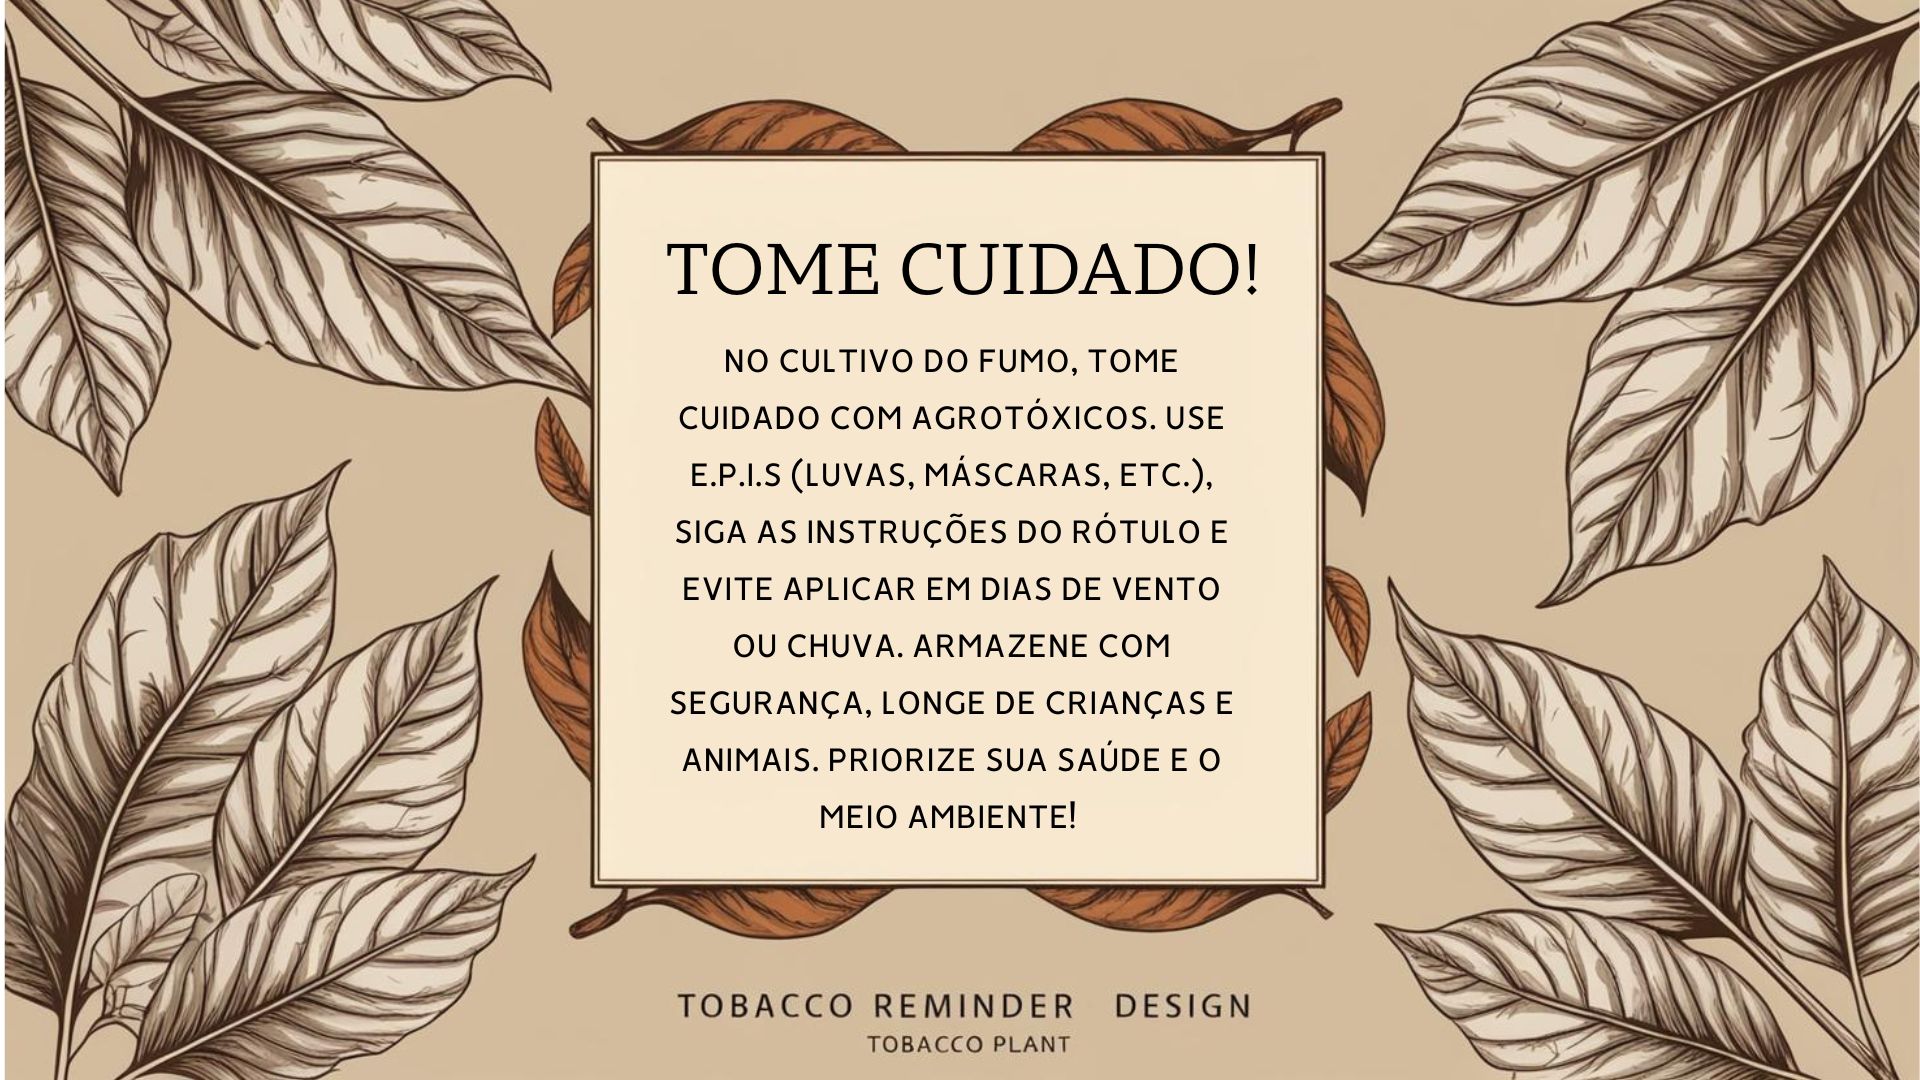 TOME CUIDADO!
NO CULTIVO DO FUMO, TOME
CUIDADO COM AGROTÓXICOS. USE
E.P.I.S (LUVAS, MÁSCARAS, ETC.),
SIGA AS INSTRUÇÕES DO RÓTULO E
EVITE APLICAR EM DIAS DE VENTO
OU CHUVA. ARMAZENE COM
SEGURANÇA, LONGE DE CRIANÇAS E
ANIMAIS. PRIORIZE SUA SAÚDE E O
MEIO AMBIENTE!
TOBACCO REMINDER DESIGN
TOBACCO PLANT